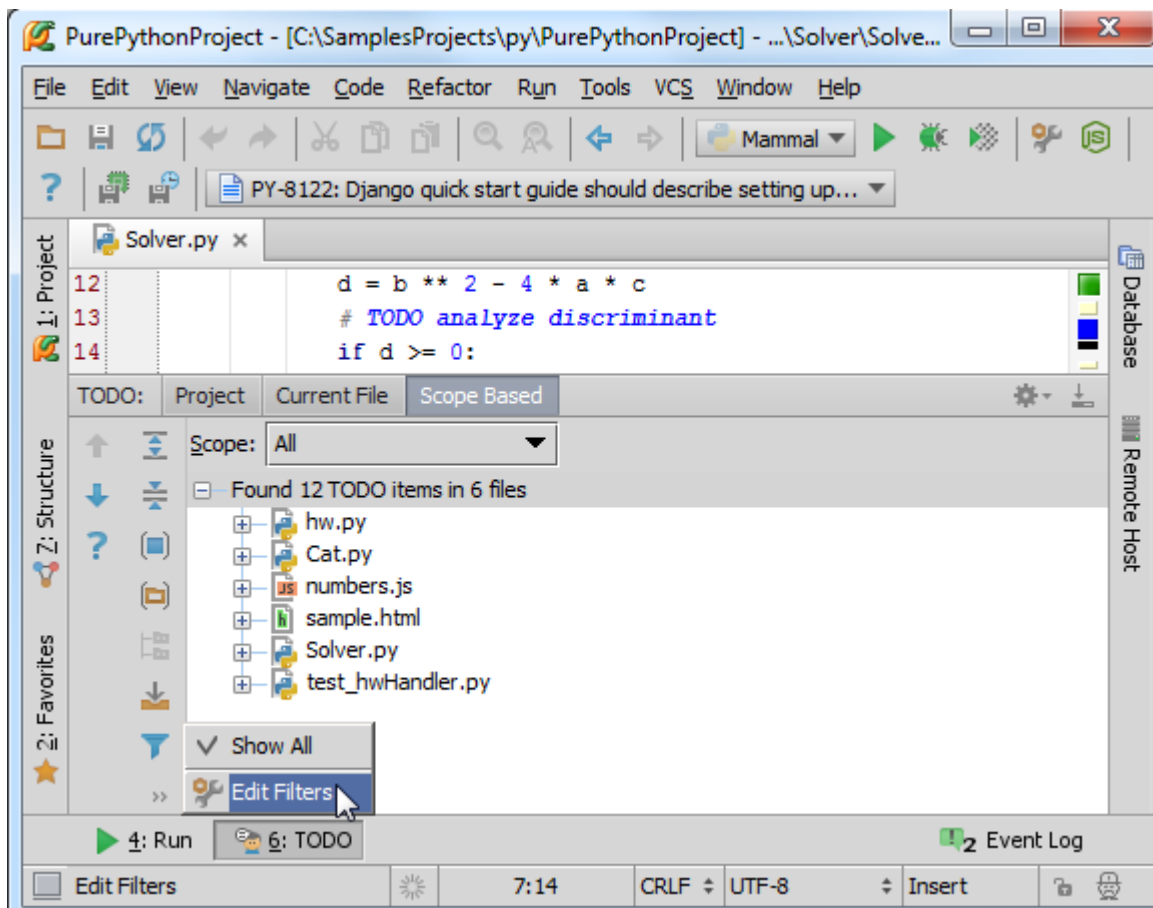 PurePythonProject - [C:\SamplesProjects\py\PurePythonProject] - ...\Solver\Solve...
File Edit View Navigate Code Refactor Run Tools VCS Window Help
Mammal
JS
? PY-8122: Django quick start guide should describe setting up...
1: Project
Z: Structure
2: Favorites
Solver.py ×
12 d = b ** 2 - 4 * a * c
13 # TODO analyze discriminant
14 if d >= 0:
TODO: Project Current File Scope Based
Scope: All
Found 12 TODO items in 6 files
hw.py
Cat.py
?
JS numbers.js
h sample.html
Solver.py
test_hwHandler.py
Show All
Edit Filters
>>
Database
Remote Host
4: Run 6: TODO 2 Event Log
Edit Filters 7:14 CRLF UTF-8 Insert